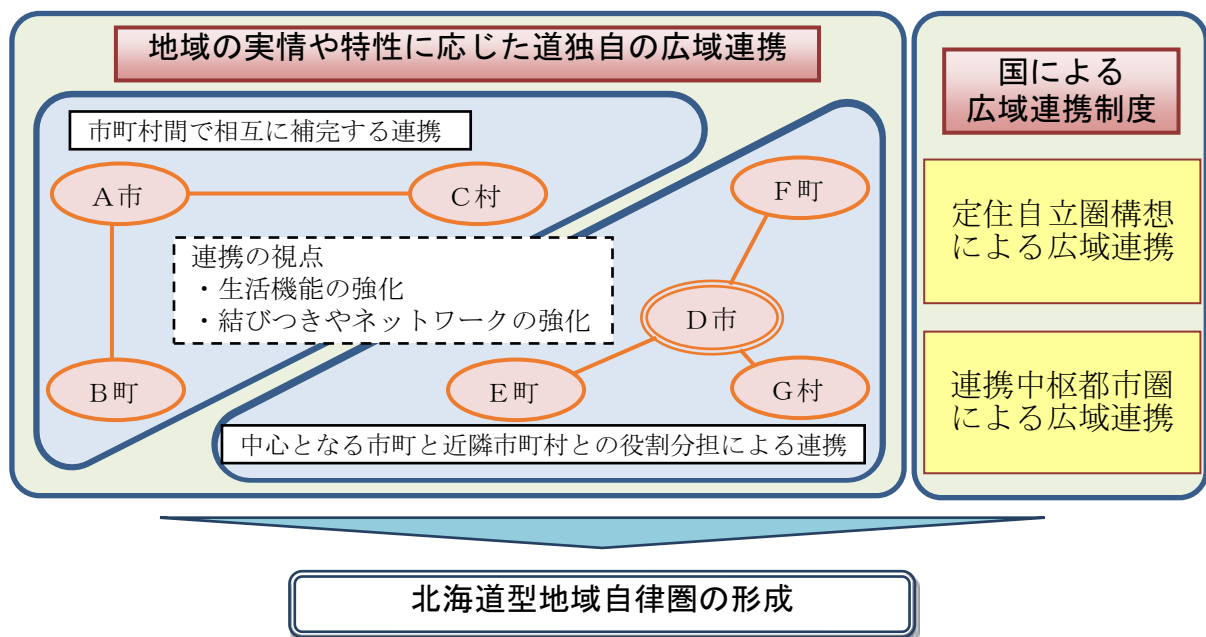 地域の実情や特性に応じた道独自の広域連携
市町村間で相互に補完する連携
A市
C村
B町
連携の視点
・生活機能の強化
・結びつきやネットワークの強化
F町
D市
E町
G村
中心となる市町と近隣市町村との役割分担による連携
国による
広域連携制度
定住自立圏構想
による広域連携
連携中枢都市圏
による広域連携
北海道型地域自律圏の形成